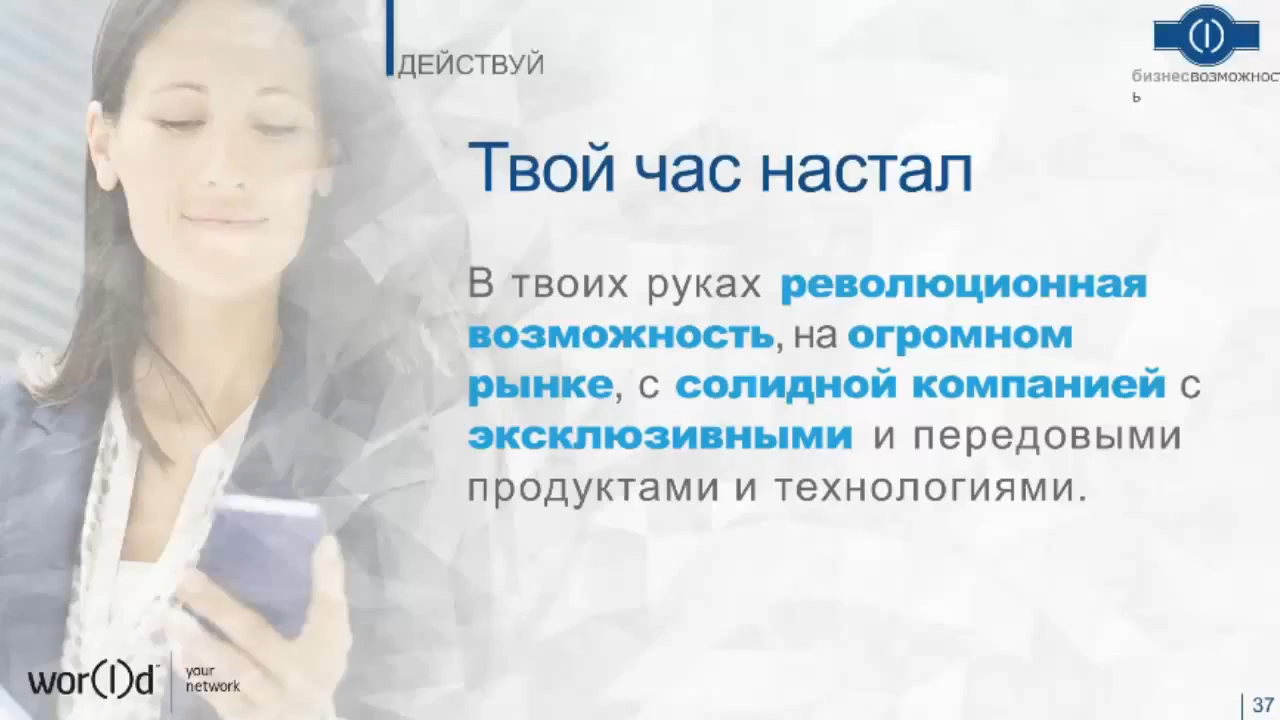 ДЕЙСТВУЙ
бизнесвозможнос
ь
Твой час настал
В твоих руках революционная
возможность, на огромном
рынке, с солидной компанией с
эксклюзивными и передовыми
продуктами и технологиями.
wor(l)d
your
network
37